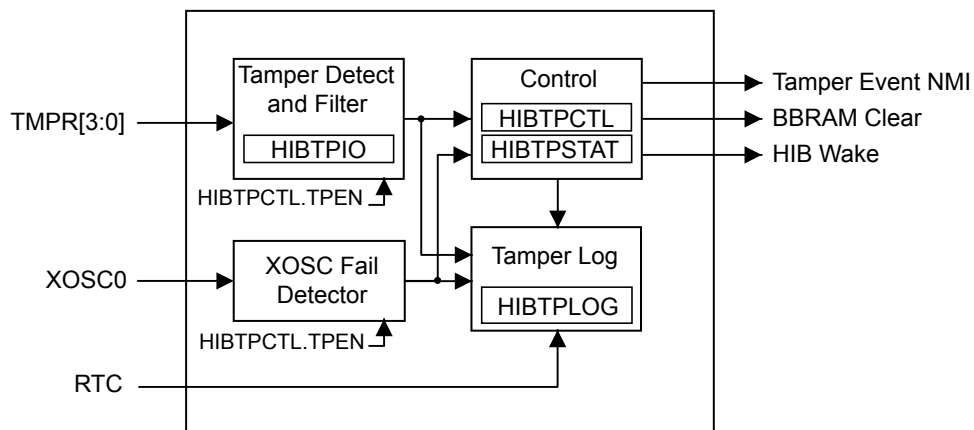 Tamper Detect
and Filter
HIBTPIO
Control
HIBTPCTL
HIBTPSTAT
Tamper Event NMI
BBRAM Clear
HIB Wake
TMPR[3:0]
HIBTPCTL.TPEN
XOSC0
XOSC Fail
Detector
HIBTPCTL.TPEN
Tamper Log
HIBTPLOG
RTC